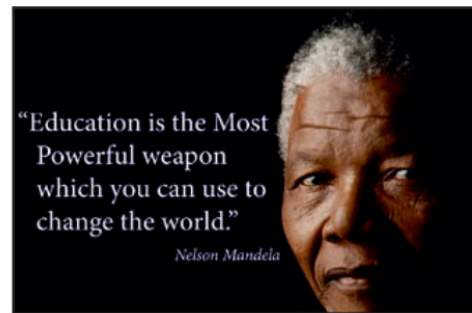 “Education is the Most
Powerful weapon
which you can use to
change the world.”
Nelson Mandela